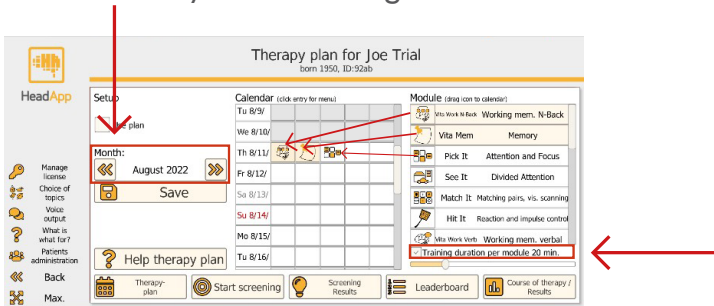 Therapy plan for Joe Trial
born 1950, ID:92ab
HeadApp
Manage license
Choice of topics
Voice output
What is what for?
Patients administration
Back
Max.
Setup
plan
Month:
August 2022
Save
Help therapy plan
Calendar (click entry for menu)
Tu 8/9/
We 8/10/
Th 8/11/
Fr 8/12/
Sa 8/13/
Su 8/14/
Mo 8/15/
Tu 8/16/
Module (drag icon to calendar)
Vita Work N-Back Working mem. N-Back
Vita Mem Memory
Pick It Attention and Focus
See It Divided Attention
Match It Matching pairs, vis. scanning
Hit It Reaction and impulse control
Vita Work Verb Working mem. verbal
Training duration per module 20 min.
Therapy-plan
Start screening
Screening Results
Leaderboard
Course of therapy / Results